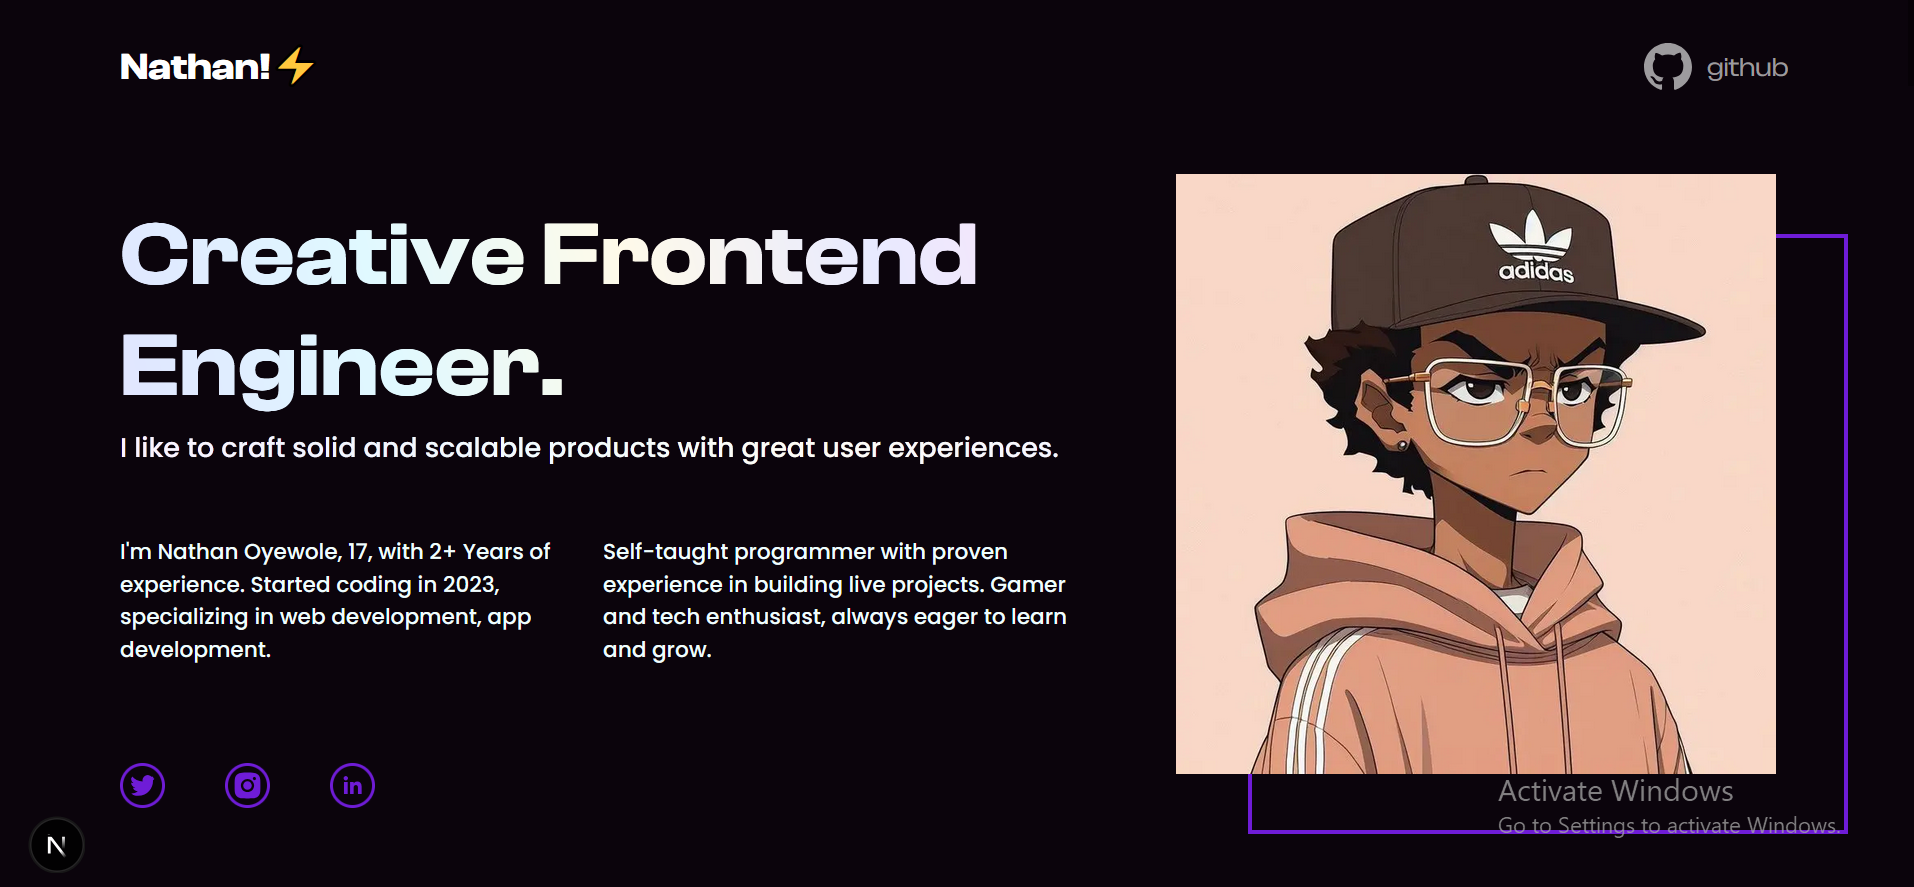 Nathan!⚡
github
Creative Frontend
Engineer.
I like to craft solid and scalable products with great user experiences.
I'm Nathan Oyewole, 17, with 2+ Years of
experience. Started coding in 2023,
specializing in web development, app
development.
Self-taught programmer with proven
experience in building live projects. Gamer
and tech enthusiast, always eager to learn
and grow.
adidas
in
N
Activate Windows
Go to Settings to activate Windows.